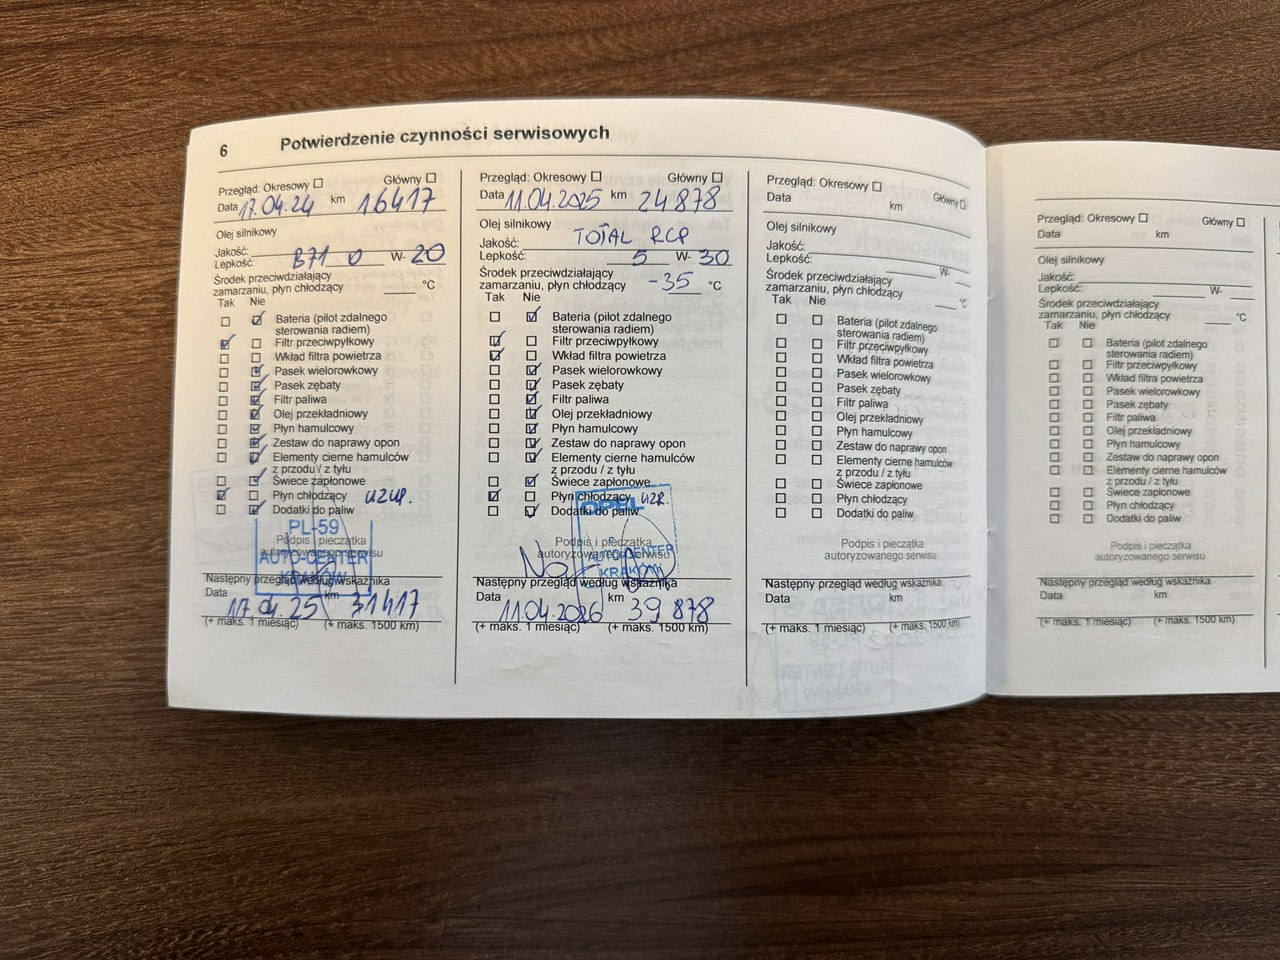 6
Potwierdzenie czynności serwisowych
Przegląd: Okresowy ☐ Główny ☐
Data 17.04.24 km 16417
Olej silnikowy
Jakość:
Lepkość: B71 0 W- 20
Środek przeciwdziałający
zamarzaniu, płyn chłodzący °C
Tak Nie
Bateria (pilot zdalnego
sterowania radiem)
Filtr przeciwpyłkowy
Wkład filtra powietrza
Pasek wielorowkowy
Pasek zębaty
Filtr paliwa
Olej przekładniowy
Płyn hamulcowy
Zestaw do naprawy opon
Elementy cierne hamulców
z przodu / z tyłu
Świece zapłonowe
Płyn chłodzący uzup.
Dodatki do paliw
PL-59
Podpis i pieczątka
autoryzowanego serwisu
AUTO-CENTER
KRAKÓW
Następny przegląd według wskaźnika
Data 17.04.25 km 31417
(+ maks. 1 miesiąc) (+ maks. 1500 km)
Przegląd: Okresowy ☐ Główny ☐
Data 11.04.2025 km 24878
Olej silnikowy
Jakość: TOTAL RCP
Lepkość: 5 W- 30
Środek przeciwdziałający
zamarzaniu, płyn chłodzący -35 °C
Tak Nie
Bateria (pilot zdalnego
sterowania radiem)
Filtr przeciwpyłkowy
Wkład filtra powietrza
Pasek wielorowkowy
Pasek zębaty
Filtr paliwa
Olej przekładniowy
Płyn hamulcowy
Zestaw do naprawy opon
Elementy cierne hamulców
z przodu / z tyłu
Świece zapłonowe
Płyn chłodzący
Dodatki do paliw
OPEL
Podpis i pieczątka
autoryzowanego serwisu
AUTO-CENTER
KRAKÓW
Następny przegląd według wskaźnika
Data 11.04.2026 km 39878
(+ maks. 1 miesiąc) (+ maks. 1500 km)
Przegląd: Okresowy ☐ Główny ☐
Data km
Olej silnikowy
Jakość:
Lepkość: W-
Środek przeciwdziałający
zamarzaniu, płyn chłodzący °C
Tak Nie
Bateria (pilot zdalnego
sterowania radiem)
Filtr przeciwpyłkowy
Wkład filtra powietrza
Pasek wielorowkowy
Pasek zębaty
Filtr paliwa
Olej przekładniowy
Płyn hamulcowy
Zestaw do naprawy opon
Elementy cierne hamulców
z przodu / z tyłu
Świece zapłonowe
Płyn chłodzący
Dodatki do paliw
Podpis i pieczątka
autoryzowanego serwisu
Następny przegląd według wskaźnika
Data km
(+ maks. 1 miesiąc) (+ maks. 1500 km)
Przegląd: Okresowy ☐ Główny ☐
Data km
Olej silnikowy
Jakość:
Lepkość: W-
Środek przeciwdziałający
zamarzaniu, płyn chłodzący °C
Tak Nie
Bateria (pilot zdalnego
sterowania radiem)
Filtr przeciwpyłkowy
Wkład filtra powietrza
Pasek wielorowkowy
Pasek zębaty
Filtr paliwa
Olej przekładniowy
Płyn hamulcowy
Zestaw do naprawy opon
Elementy cierne hamulców
z przodu / z tyłu
Świece zapłonowe
Płyn chłodzący
Dodatki do paliw
Podpis i pieczątka
autoryzowanego serwisu
Następny przegląd według wskaźnika
Data km
(+ maks. 1 miesiąc) (+ maks. 1500 km)